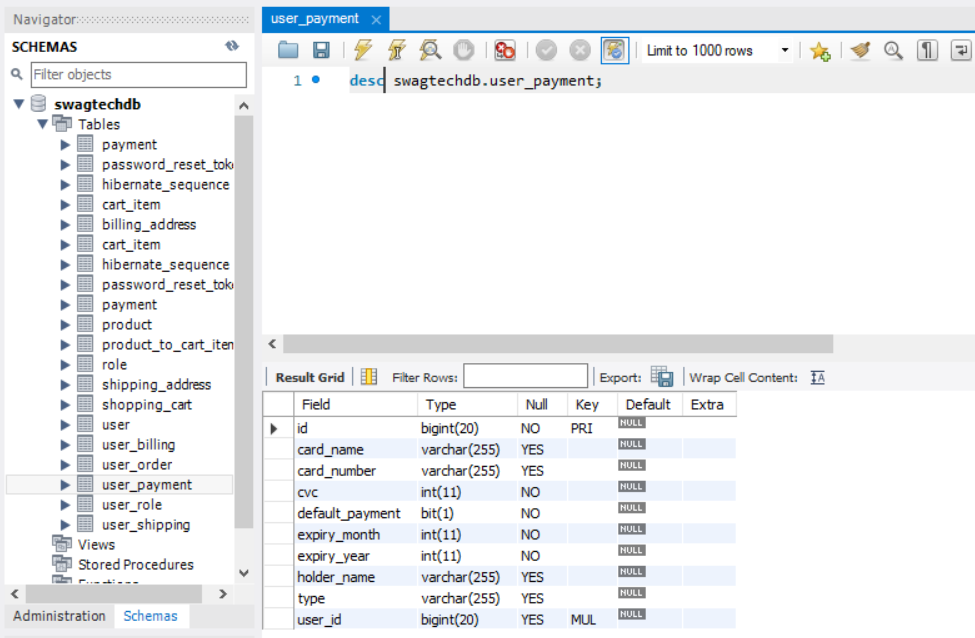 Navigator
SCHEMAS
Filter objects
swagtechdb
Tables
payment
password_reset_tok
hibernate_sequence
cart_item
billing_address
cart_item
hibernate_sequence
password_reset_tok
payment
product
product_to_cart_iten
role
shipping_address
shopping_cart
user
user_billing
user_order
user_payment
user_role
user_shipping
Views
Stored Procedures
Functions
Administration Schemas
user_payment
Limit to 1000 rows
1 desc swagtechdb.user_payment;
Result Grid Filter Rows: Export: Wrap Cell Content: IA
Field Type Null Key Default Extra
id bigint(20) NO PRI NULL
card_name varchar(255) YES NULL
card_number varchar(255) YES NULL
cvc int(11) NO NULL
default_payment bit(1) NO NULL
expiry_month int(11) NO NULL
expiry_year int(11) NO NULL
holder_name varchar(255) YES NULL
type varchar(255) YES NULL
user_id bigint(20) YES MUL NULL